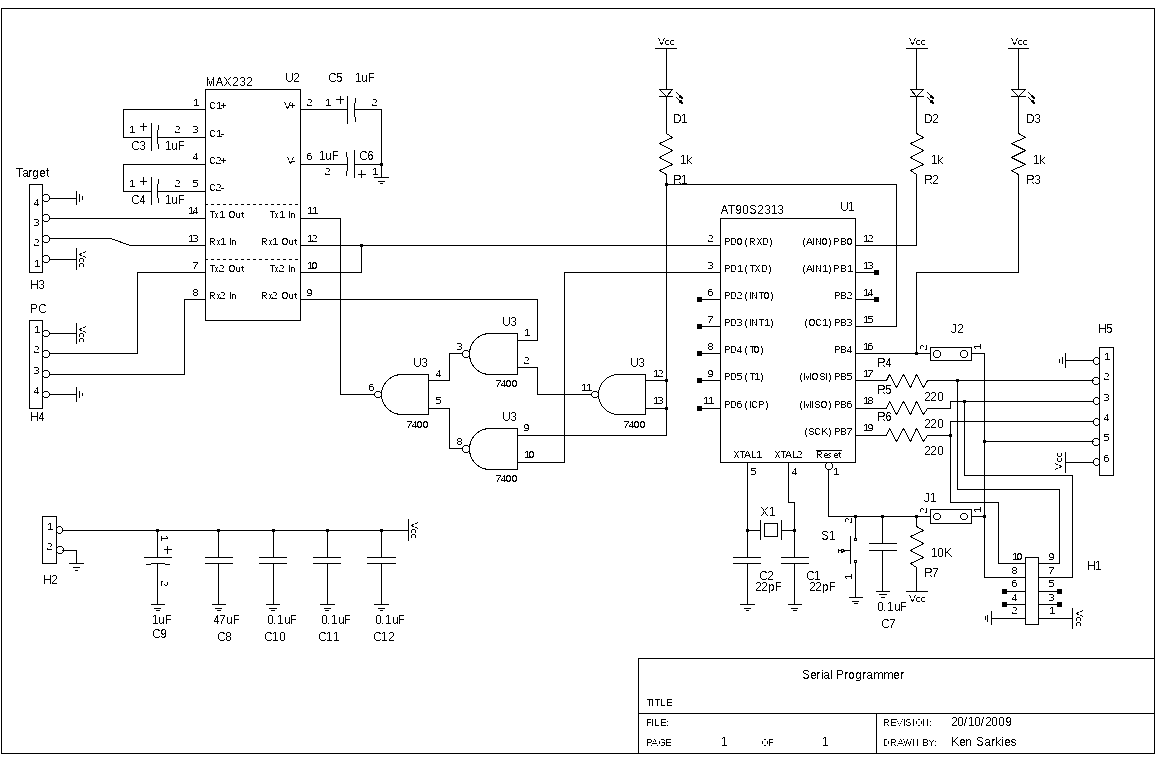 Vcc Vcc Vcc
MAX232 U2 C5 1uF
1 C1+ V+ 2 1 + 2
D1 D2 D3
1 + 2 3 C1-
C3 1uF
4 C2+ V- 6 1uF C6
2 + 1
1k 1k 1k
R1 R2 R3
Target
1 + 2 5 C2-
C4 1uF
4
3
2
1
Vcc
H3
14 Tx1 Out Tx1 In 11
13 Rx1 In Rx1 Out 12
7 Tx2 Out Tx2 In 10
8 Rx2 In Rx2 Out 9
AT90S2313 U1
2 PD0 (RXD) (AIN0) PB0 12
3 PD1 (TXD) (AIN1) PB1 13
6 PD2 (INT0) PB2 14
7 PD3 (INT1) (OC1) PB3 15
8 PD4 (T0) PB4 16
9 PD5 (T1) (MOSI) PB5 17
11 PD6 (ICP) (MISO) PB6 18
(SCK) PB7 19
XTAL1 XTAL2 Reset
5 4 1
PC
1
2
3
4
Vcc
H4
U3
3 1
2
7400
U3
6 4
5
7400
U3
11 12
13
7400
U3
8 9
10
7400
J2
2 1
R4
R5 220
R6 220
220
H5
1
2
3
4
5
6
Vcc
H2
1
2
Vcc
1 +
2
1uF 47uF 0.1uF 0.1uF 0.1uF
C9 C8 C10 C11 C12
X1
C2 C1
22pF 22pF
S1
2
1
0.1uF
C7
10K
R7
Vcc
J1
2 1
H1
10 9
8 7
6 5
4 3
2 1
Vcc
Serial Programmer
TITLE
FILE: REVISION: 20/10/2009
PAGE 1 OF 1 DRAWN BY: Ken Sarkies